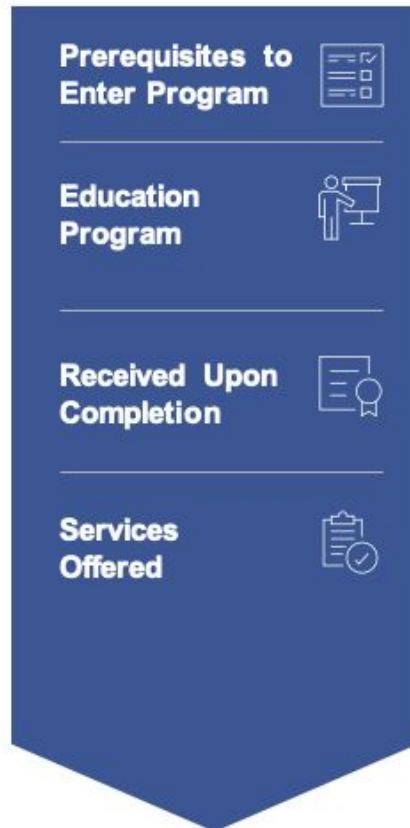 Prerequisites to
Enter Program
Education
Program
Received Upon
Completion
Services
Offered